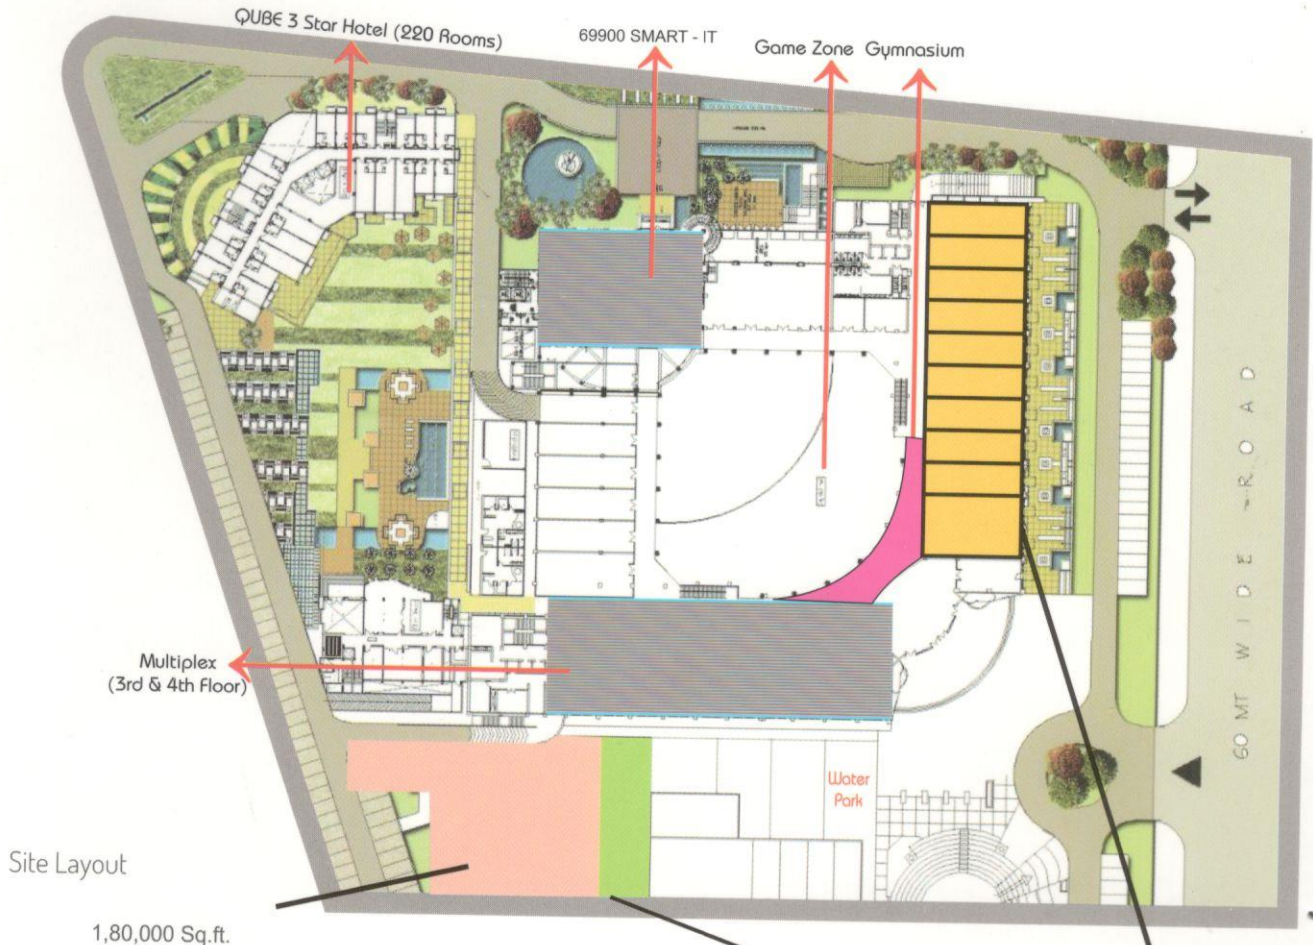 QUBE 3 Star Hotel (220 Rooms)
69900 SMART - IT
Game Zone
Gymnasium
60 MT WIDE ROAD
Multiplex
(3rd & 4th Floor)
Water
Park
Site Layout
1,80,000 Sq.ft.